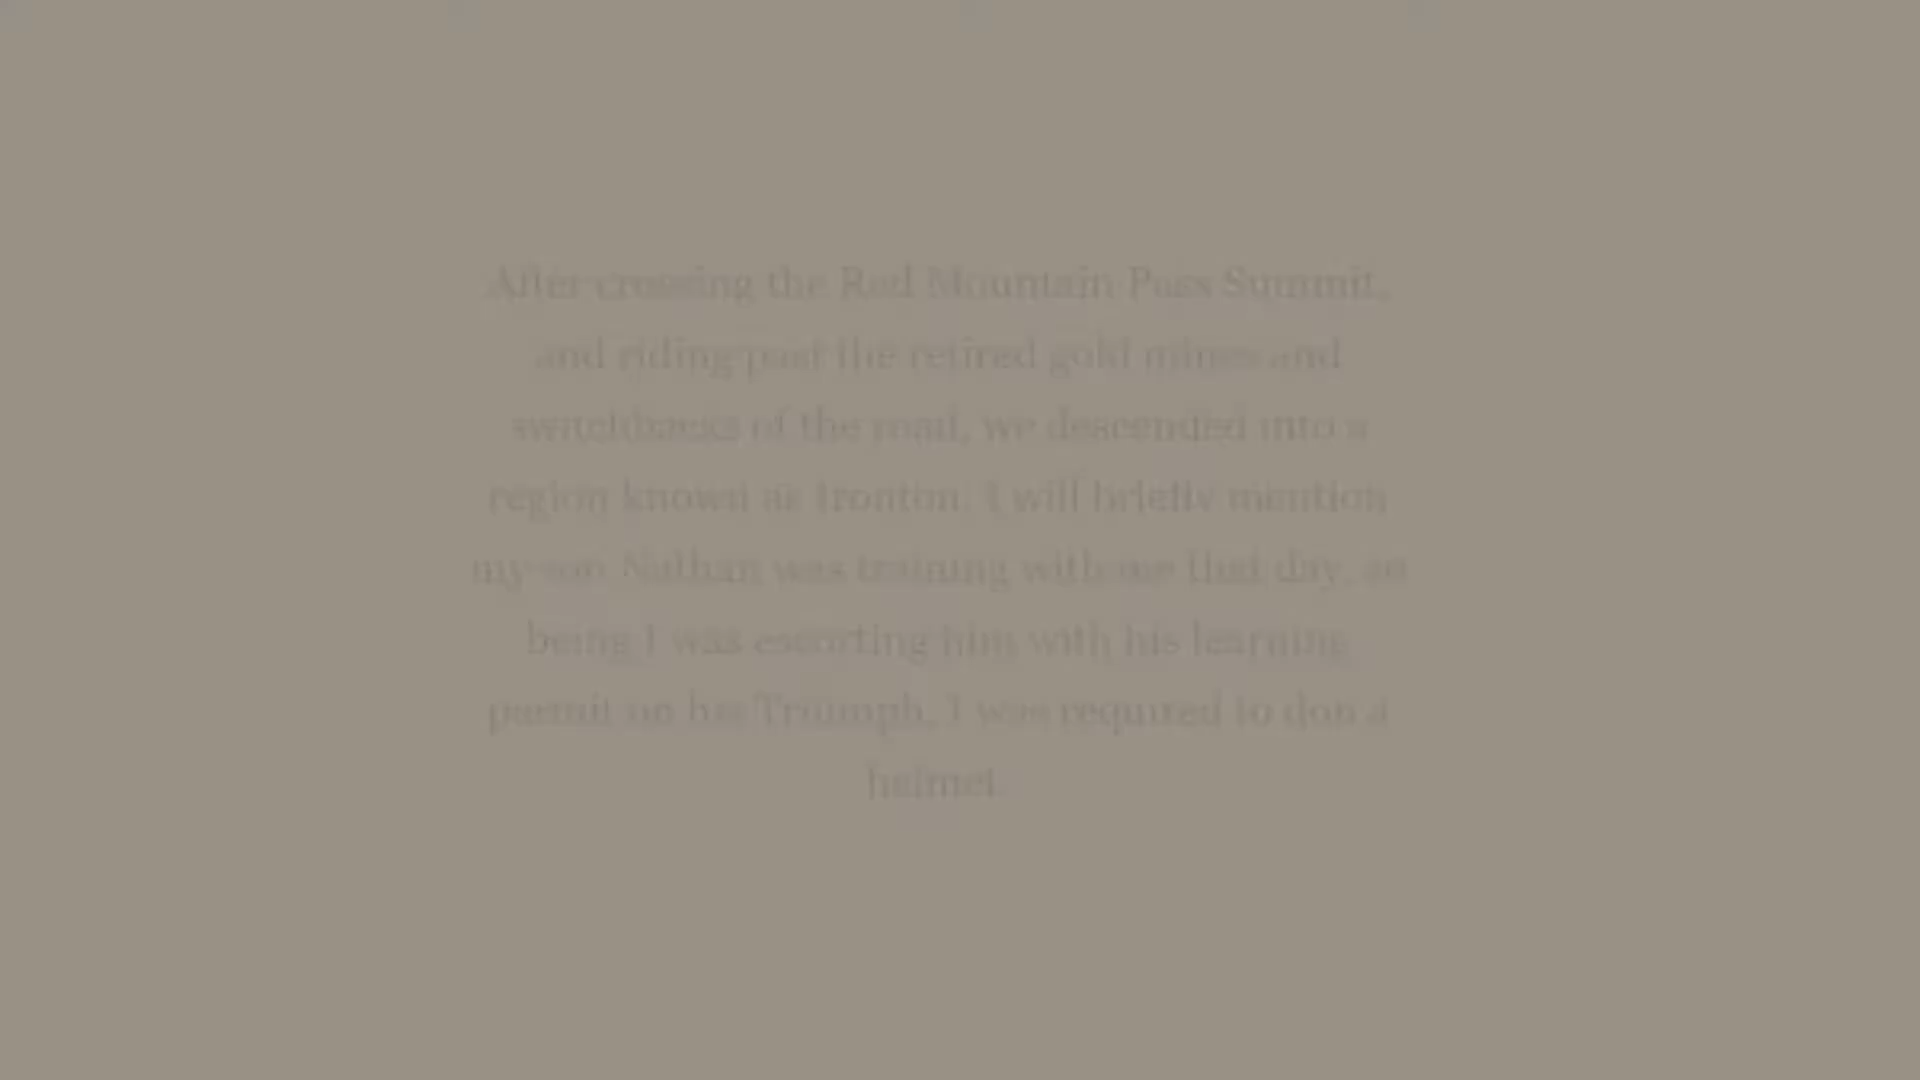 After crossing the Red Mountain Pass Summit,
and riding past the retired gold mines and
switchbacks of the road, we descended into a
region known as Ironton. I will briefly mention
my son Nathan was training with me that day, so
being I was escorting him with his learning
permit on his Triumph, I was required to don a
helmet.